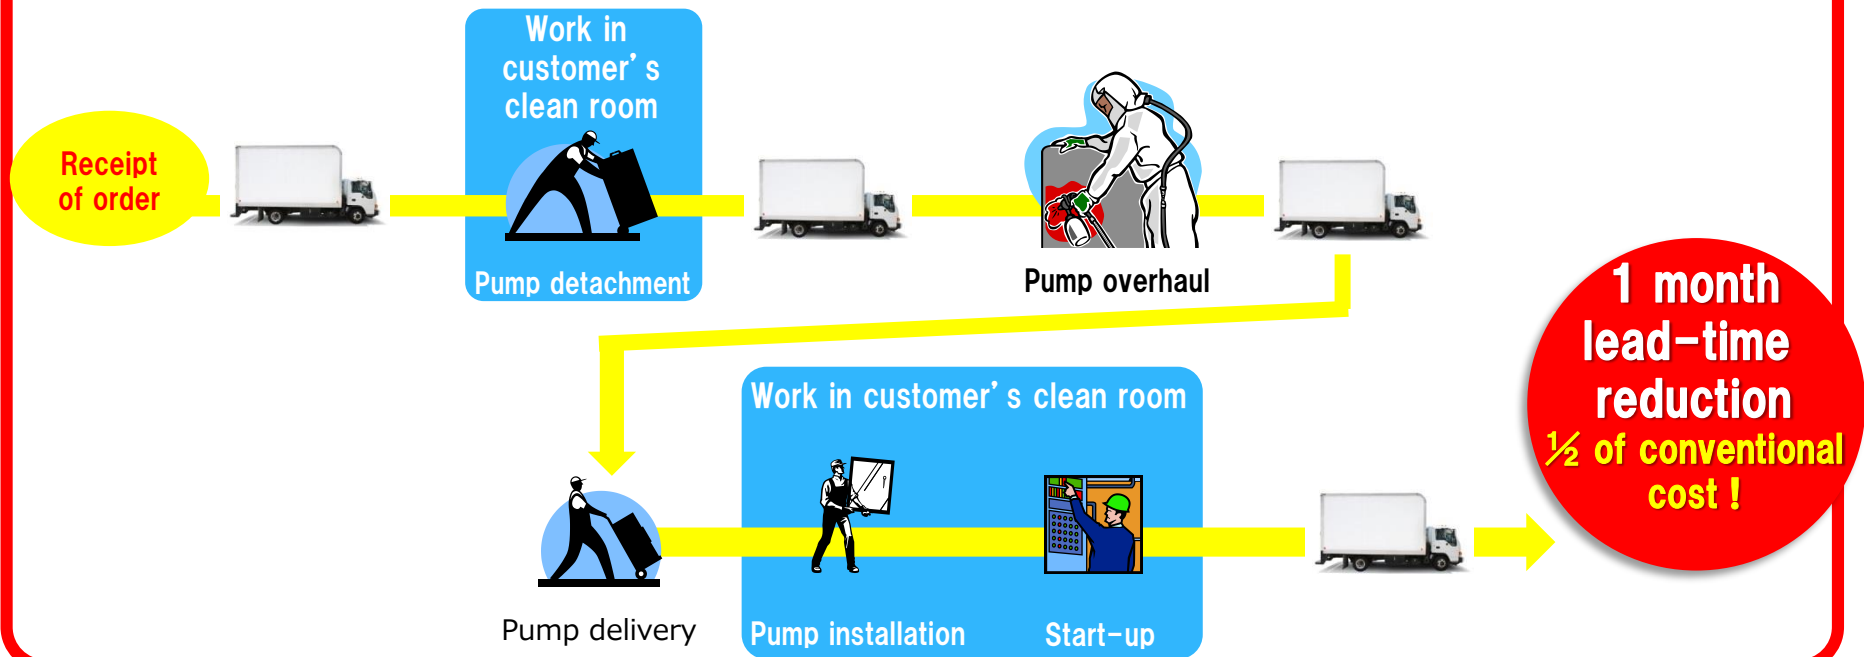 Work in
customer’s
clean room
Receipt
of order
Pump detachment
Pump overhaul
1 month
lead-time
reduction
½ of conventional
cost!
Work in customer’s clean room
Pump delivery
Pump installation
Start-up